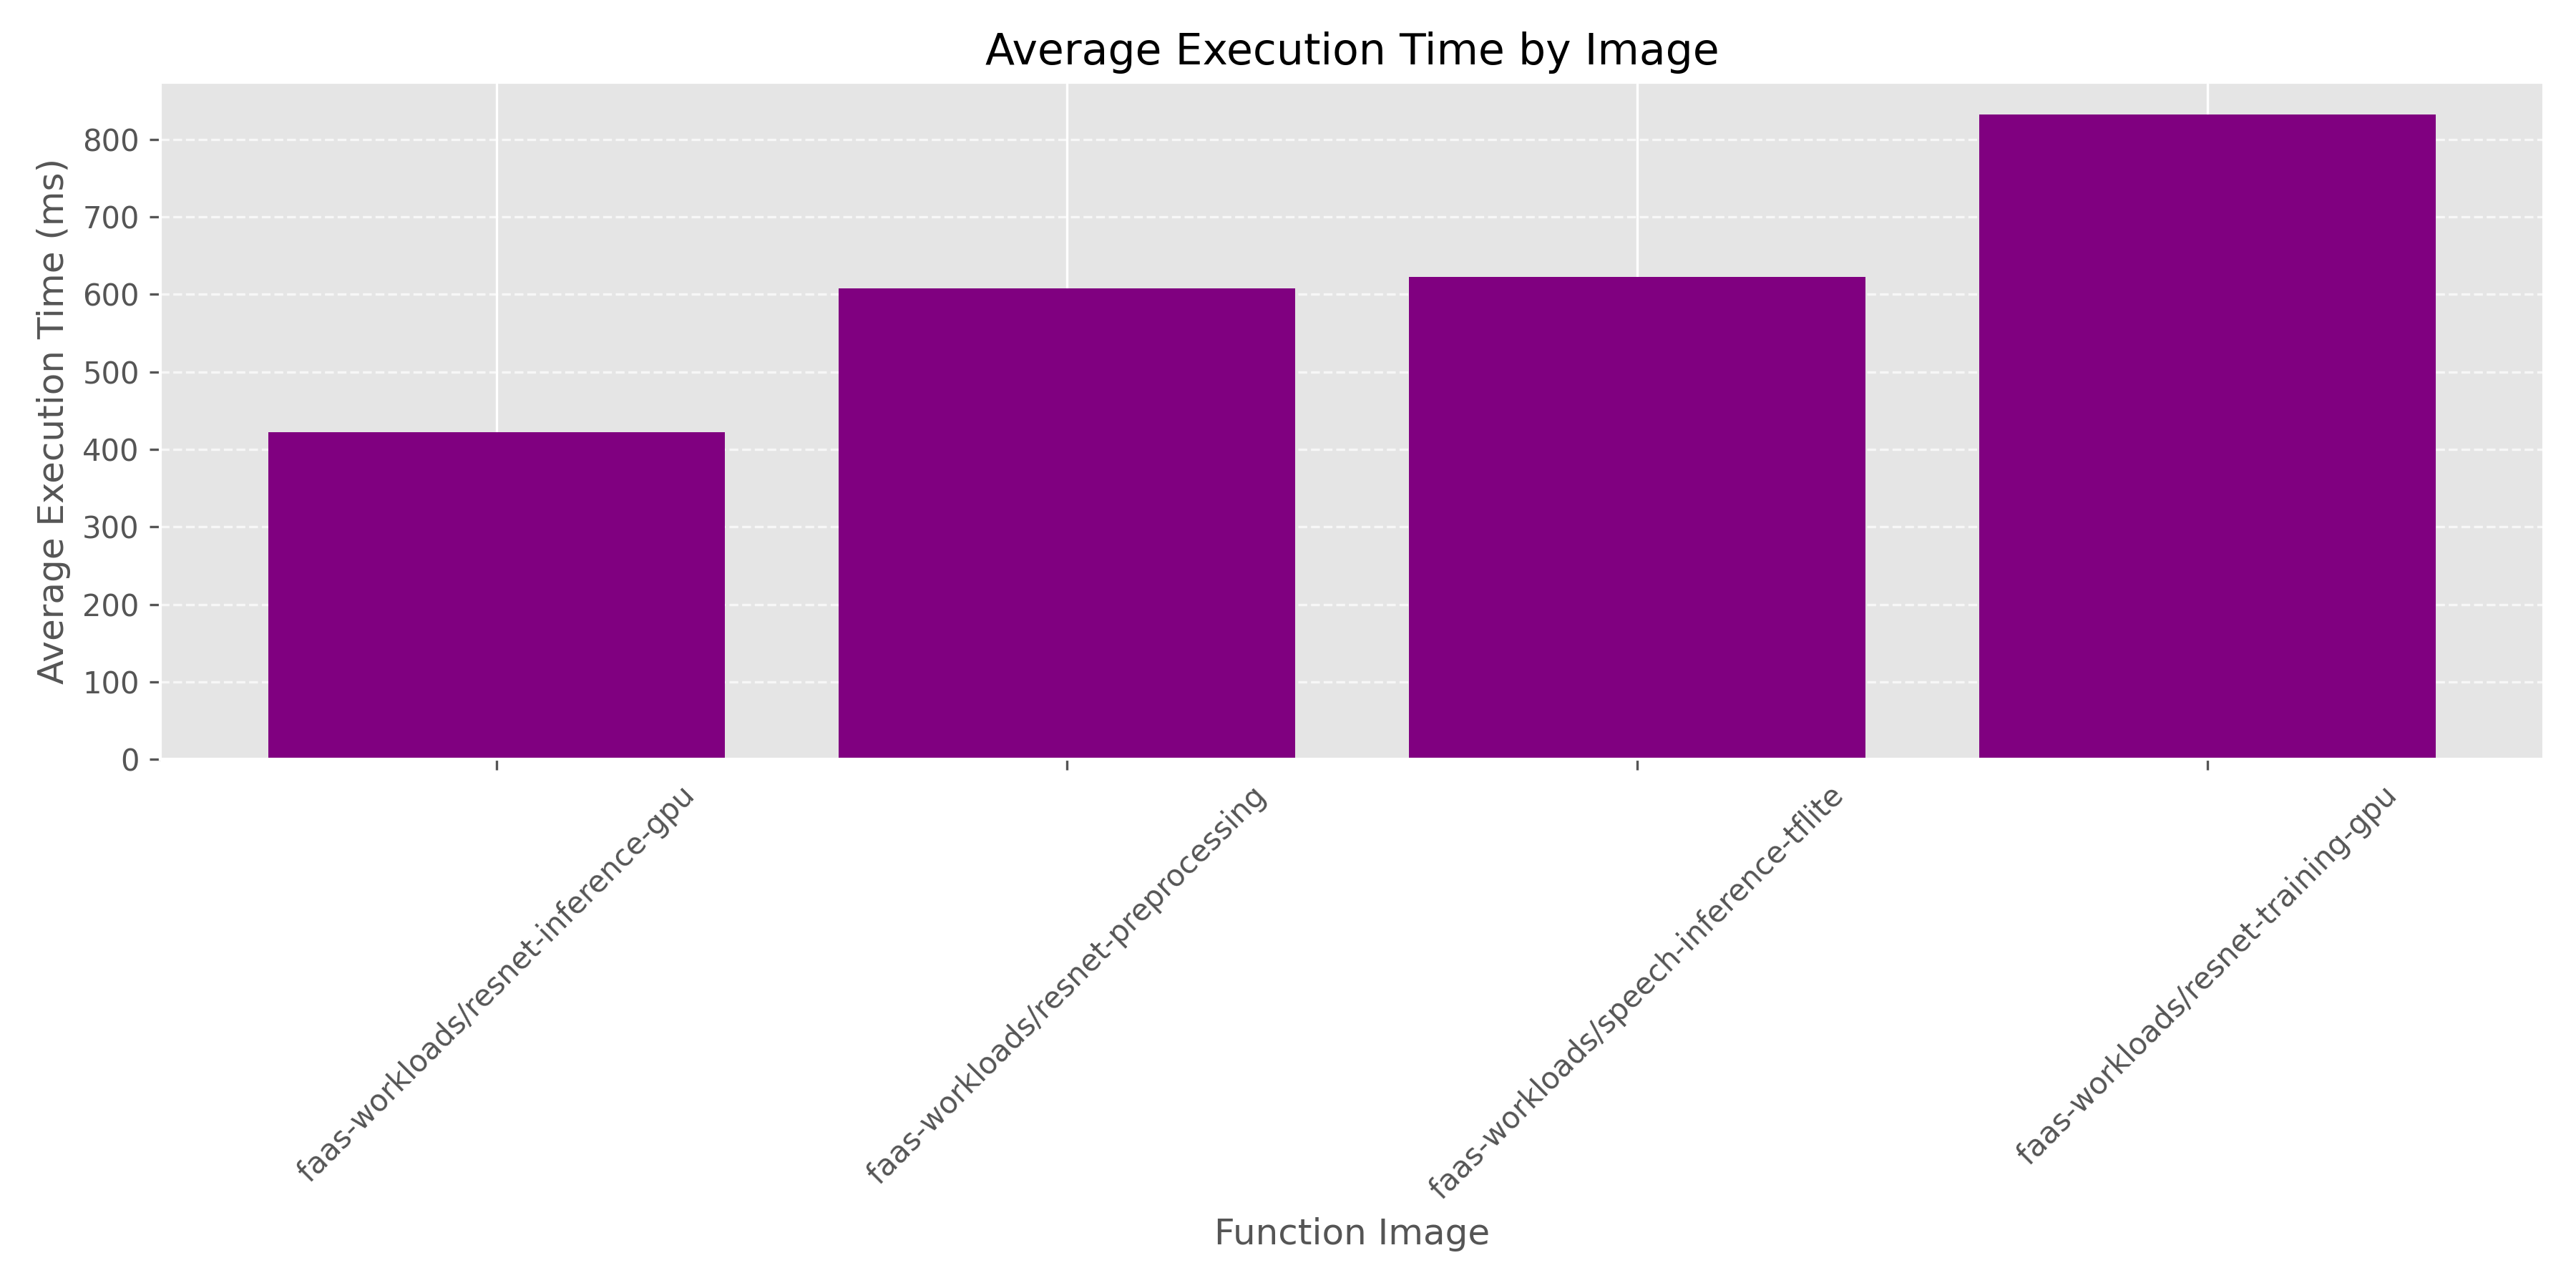 Average Execution Time by Image
Average Execution Time (ms)
800
700
600
500
400
300
200
100
0
faas-workloads/resnet-inference-gpu
faas-workloads/resnet-preprocessing
faas-workloads/speech-inference-tflite
faas-workloads/resnet-training-gpu
Function Image